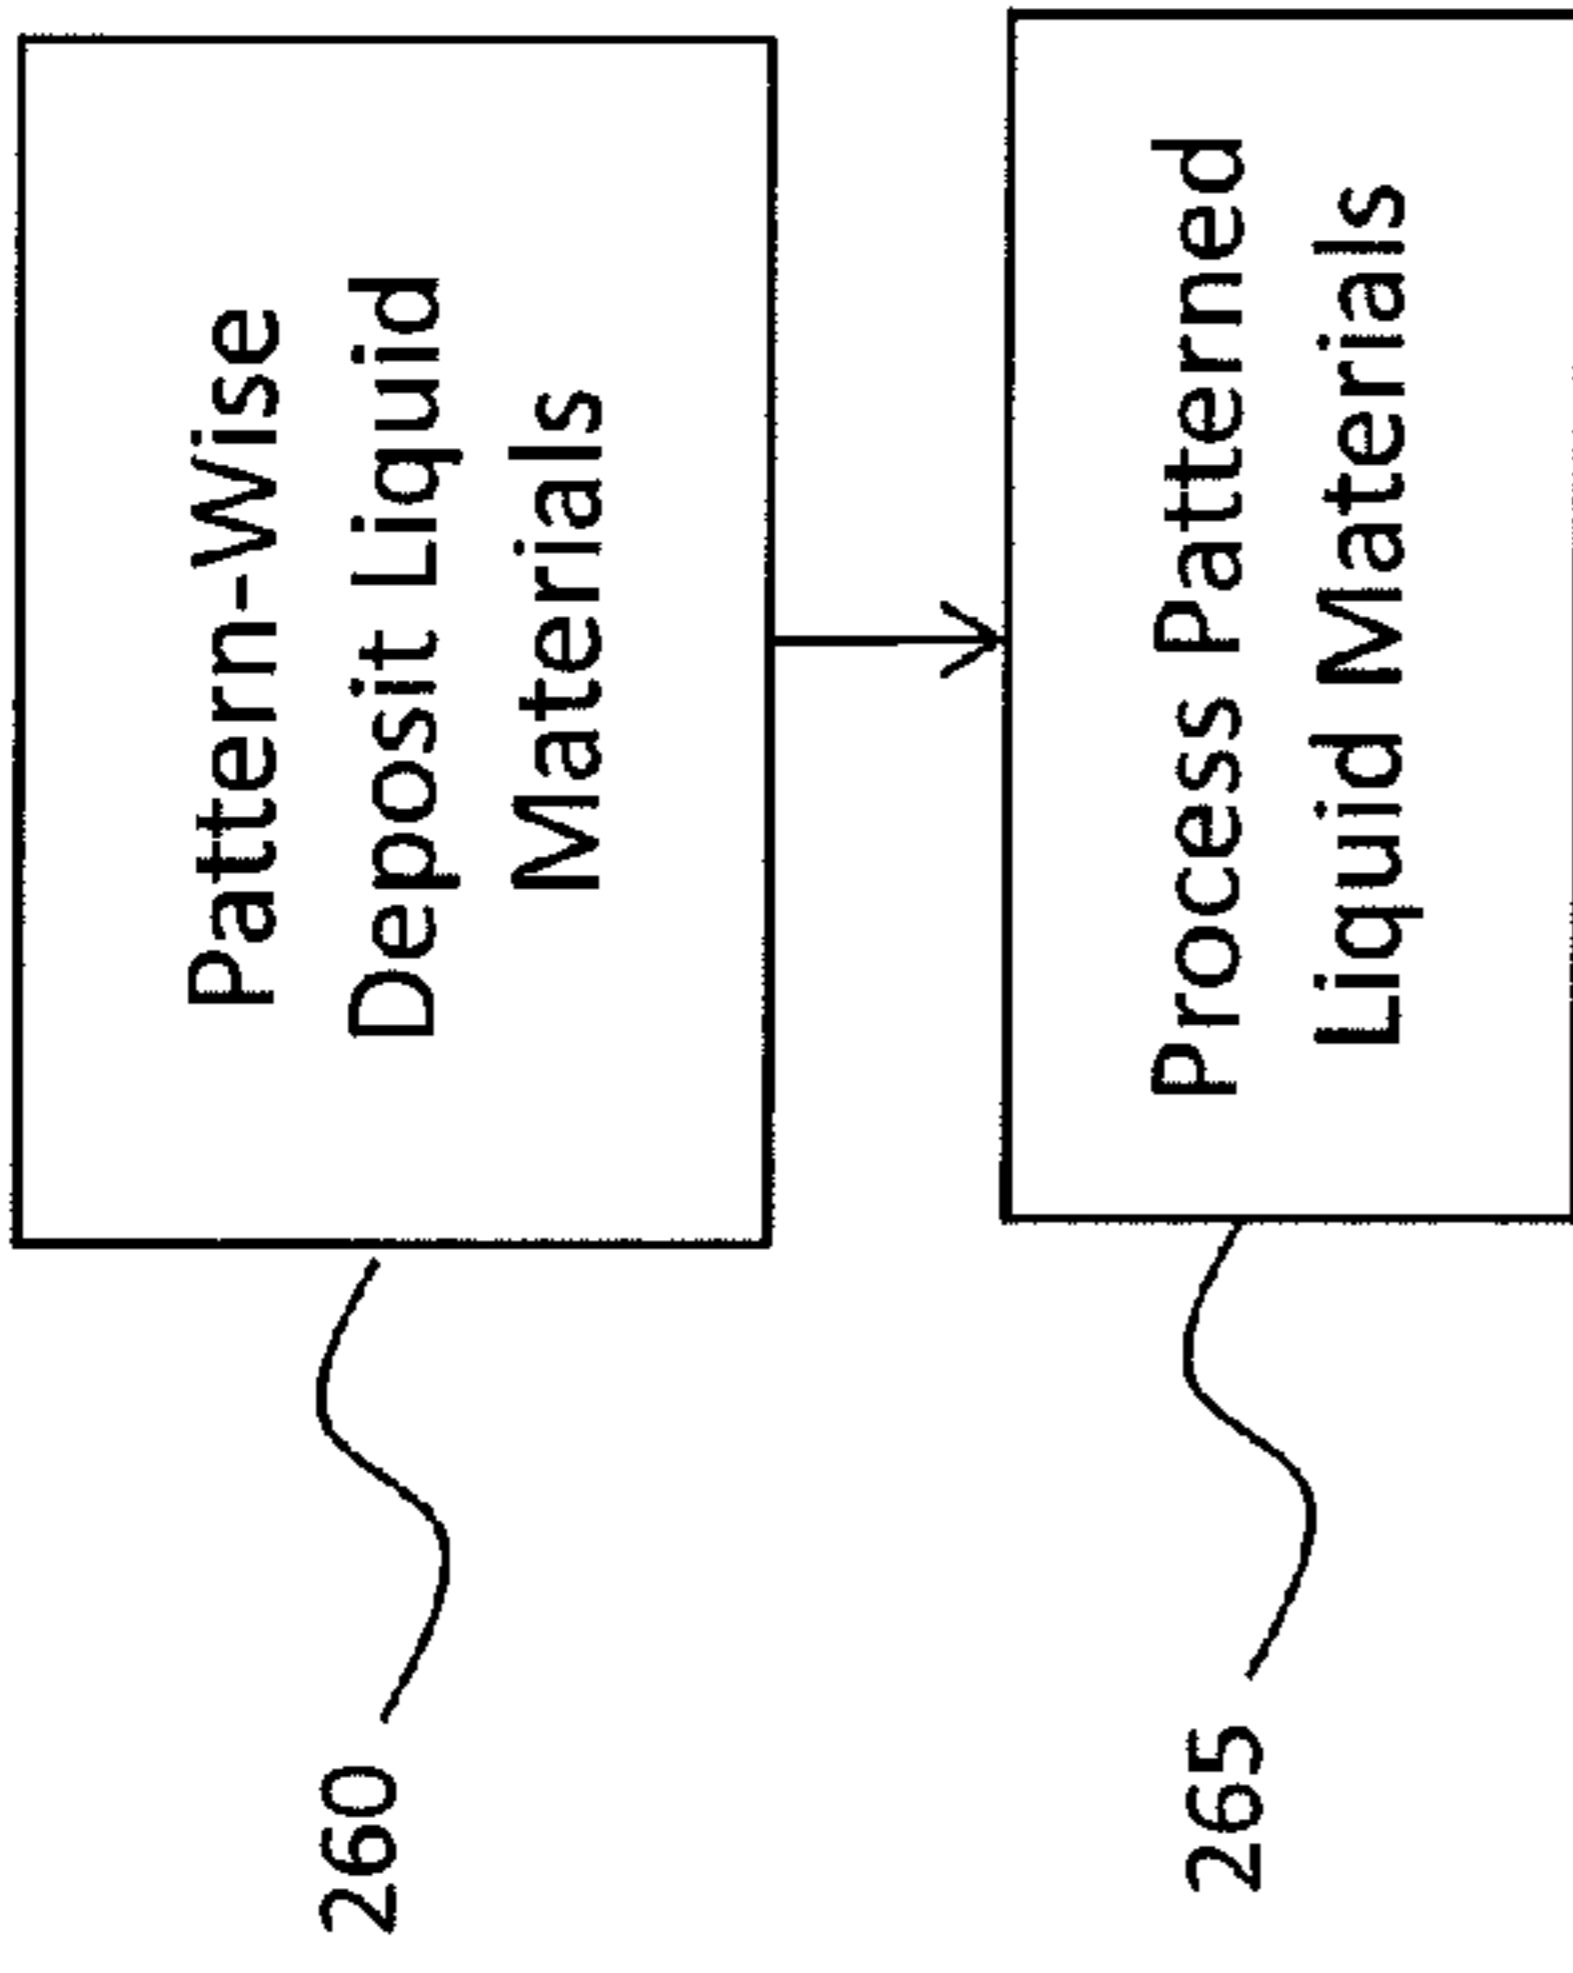 Pattern-Wise
Deposit Liquid
Materials
260
Process Patterned
Liquid Materials
265